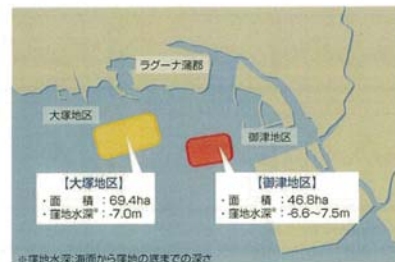 ラグーナ蒲郡
大塚地区
御津地区
【大塚地区】
・面　積　：69.4ha
・窪地水深※：-7.0m
【御津地区】
・面　積　：46.8ha
・窪地水深※：-6.6～7.5m
※窪地水深:海面から窪地の底までの深さ